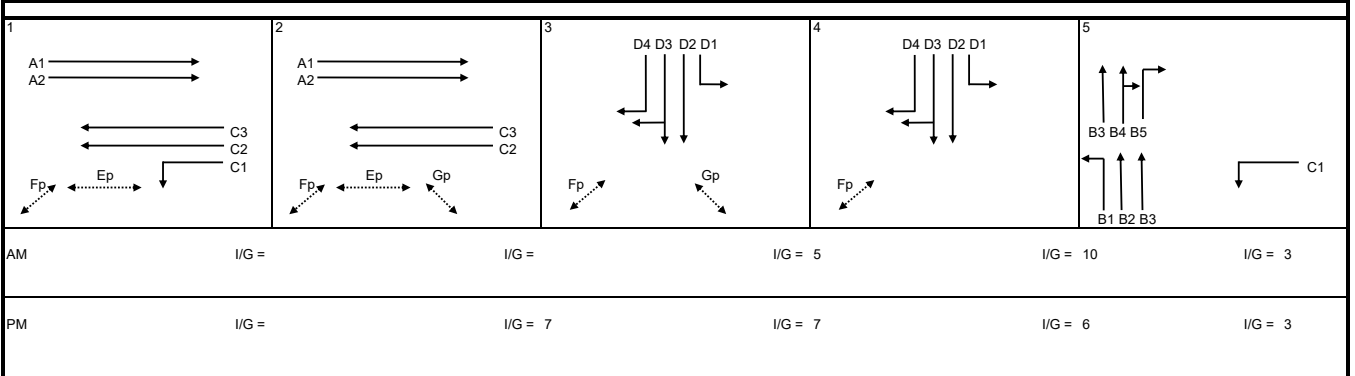 1 2 3 4 5
D4 D3 D2 D1 D4 D3 D2 D1
A1 A1
A2 A2
C3 C3 B3 B4 B5
C2 C2
C1 C1
Fp Ep Fp Ep Gp Fp Gp Fp
B1 B2 B3
AM I/G = I/G = I/G = 5 I/G = 10 I/G = 3
PM I/G = I/G = 7 I/G = 7 I/G = 6 I/G = 3